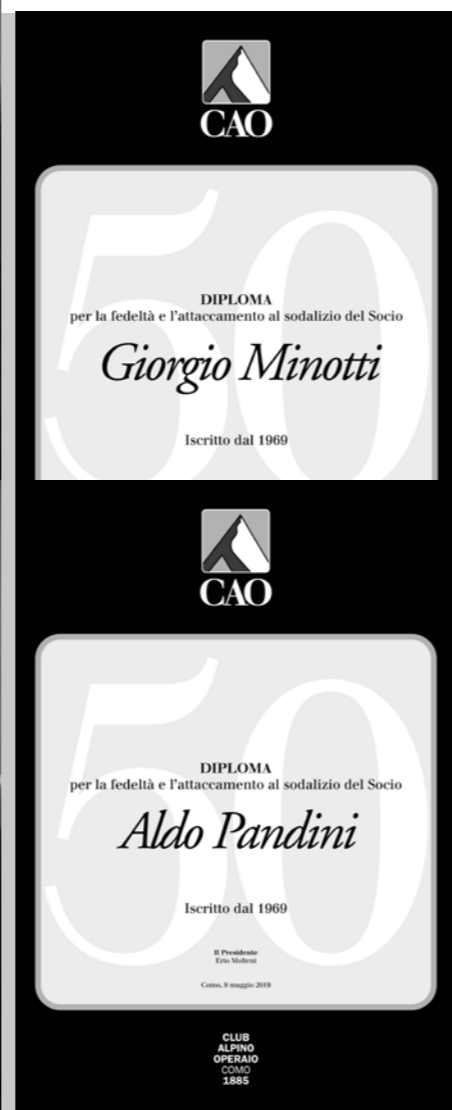 CAO
50
DIPLOMA
per la fedeltà e l'attaccamento al sodalizio del Socio
Giorgio Minotti
Iscritto dal 1969
CAO
50
DIPLOMA
per la fedeltà e l'attaccamento al sodalizio del Socio
Aldo Pandini
Iscritto dal 1969
Il Presidente
Erio Molteni
Como, 9 maggio 2019
CLUB
ALPINO
OPERAIO
COMO
1885